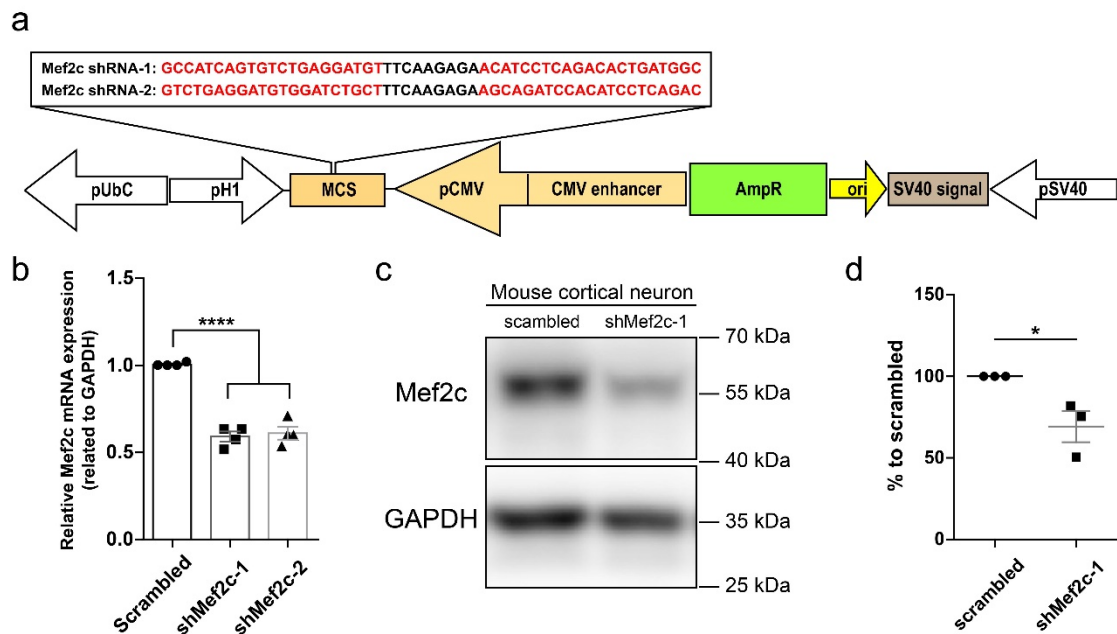 a
Mef2c shRNA-1: GCCATCAGTGTCTGAGGATGTTTCAAGAGAACATCCTCAGACACTGATGGC
Mef2c shRNA-2: GTCTGAGGATGTGGATCTGCTTTCAAGAGAAGCAGATCCACATCCTCAGAC
pUbC pH1 MCS pCMV CMV enhancer AmpR ori SV40 signal pSV40
b
Relative Mef2c mRNA expression
(related to GAPDH)
1.5
1.0
0.5
0.0
****
Scrambled
shMef2c-1
shMef2c-2
c
Mouse cortical neuron
scambled shMef2c-1
Mef2c
GAPDH
70 kDa
55 kDa
40 kDa
35 kDa
25 kDa
d
% to scrambled
150
100
50
0
*
scrambled
shMef2c-1